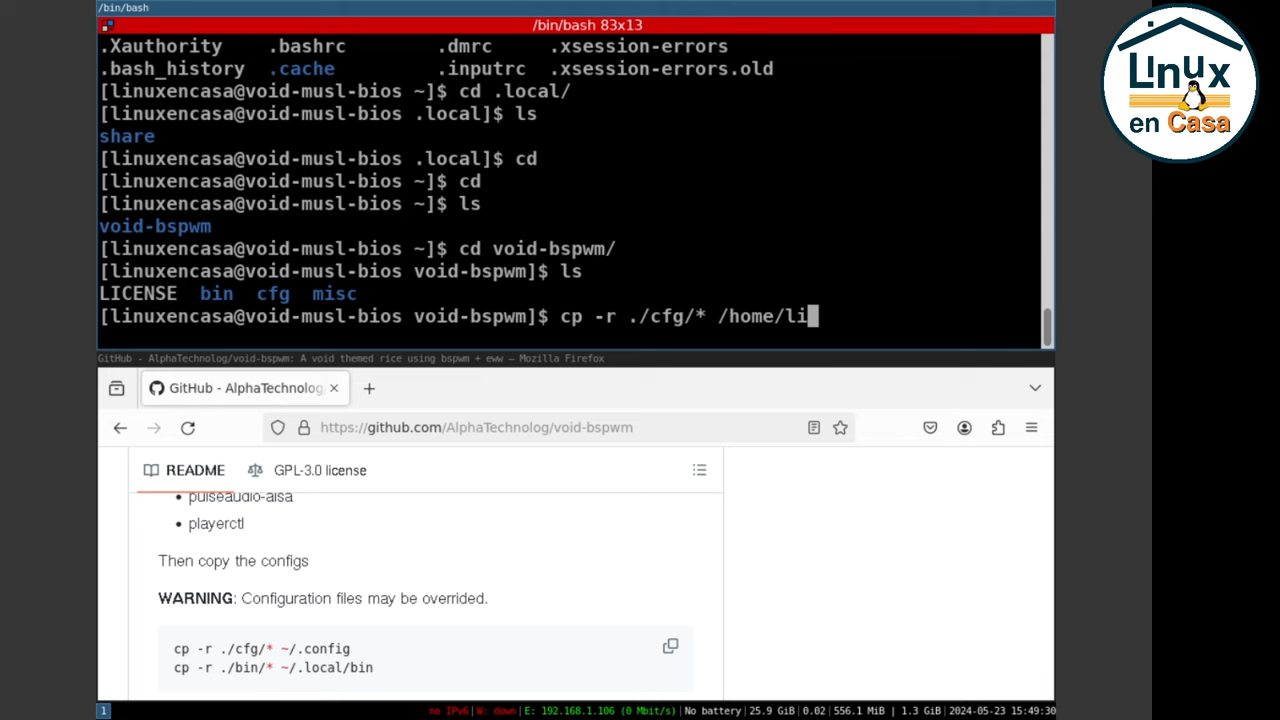 /bin/bash
/bin/bash 83x13
.Xauthority .bashrc .dmrc .xsession-errors
.bash_history .cache .inputrc .xsession-errors.old
[linuxencasa@void-musl-bios ~]$ cd .local/
[linuxencasa@void-musl-bios .local]$ ls
share
[linuxencasa@void-musl-bios .local]$ cd
[linuxencasa@void-musl-bios ~]$ cd
[linuxencasa@void-musl-bios ~]$ ls
void-bspwm
[linuxencasa@void-musl-bios ~]$ cd void-bspwm/
[linuxencasa@void-musl-bios void-bspwm]$ ls
LICENSE bin cfg misc
[linuxencasa@void-musl-bios void-bspwm]$ cp -r ./cfg/* /home/li
Linux
en Casa
GitHub - AlphaTechnolog/void-bspwm: A void themed rice using bspwm + eww — Mozilla Firefox
GitHub - AlphaTechnolog
https://github.com/AlphaTechnolog/void-bspwm
README GPL-3.0 license
• pulseaudio-alsa
• playerctl
Then copy the configs
WARNING: Configuration files may be overrided.
cp -r ./cfg/* ~/.config
cp -r ./bin/* ~/.local/bin
1 no IPv6|W: down|E: 192.168.1.106 (0 Mbit/s)|No battery|25.9 GiB|0.02|556.1 MiB|1.3 GiB|2024-05-23 15:49:30